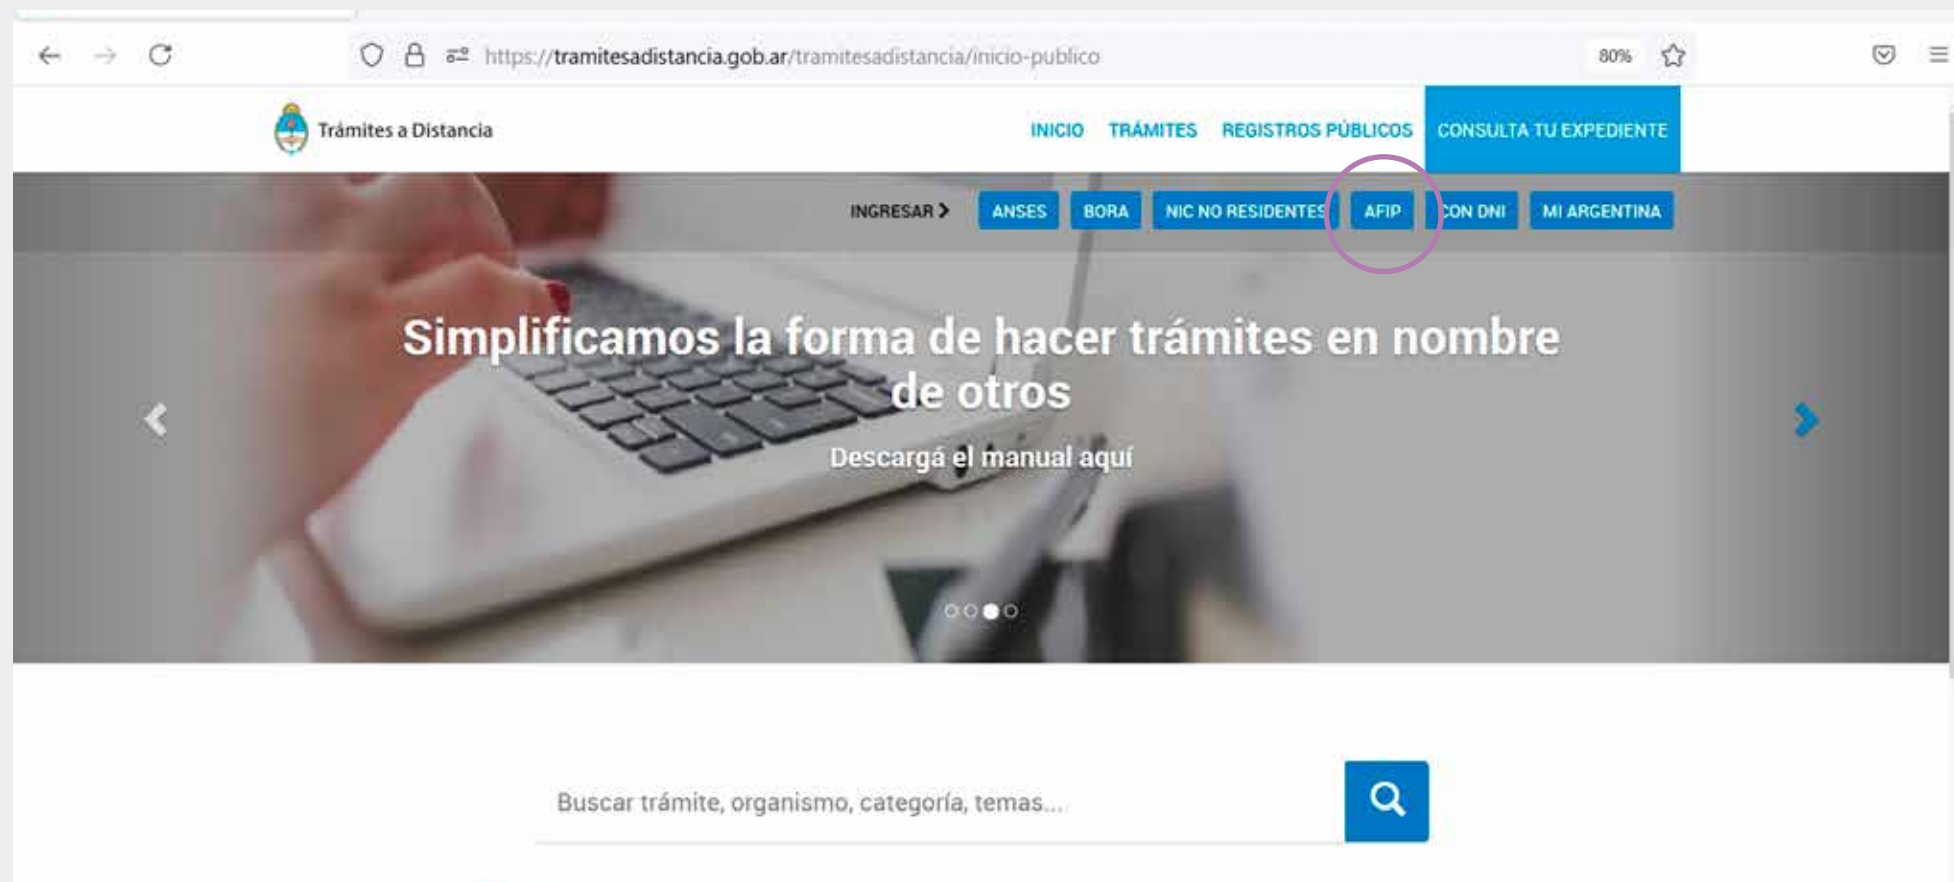 https://tramitesadistancia.gob.ar/tramitesadistancia/inicio-publico
80%
Trámites a Distancia
INICIO TRÁMITES REGISTROS PÚBLICOS CONSULTA TU EXPEDIENTE
INGRESAR ANSES BORA NIC NO RESIDENTES AFIP CON DNI MI ARGENTINA
Simplificamos la forma de hacer trámites en nombre
de otros
Descargá el manual aquí
Buscar trámite, organismo, categoría, temas...